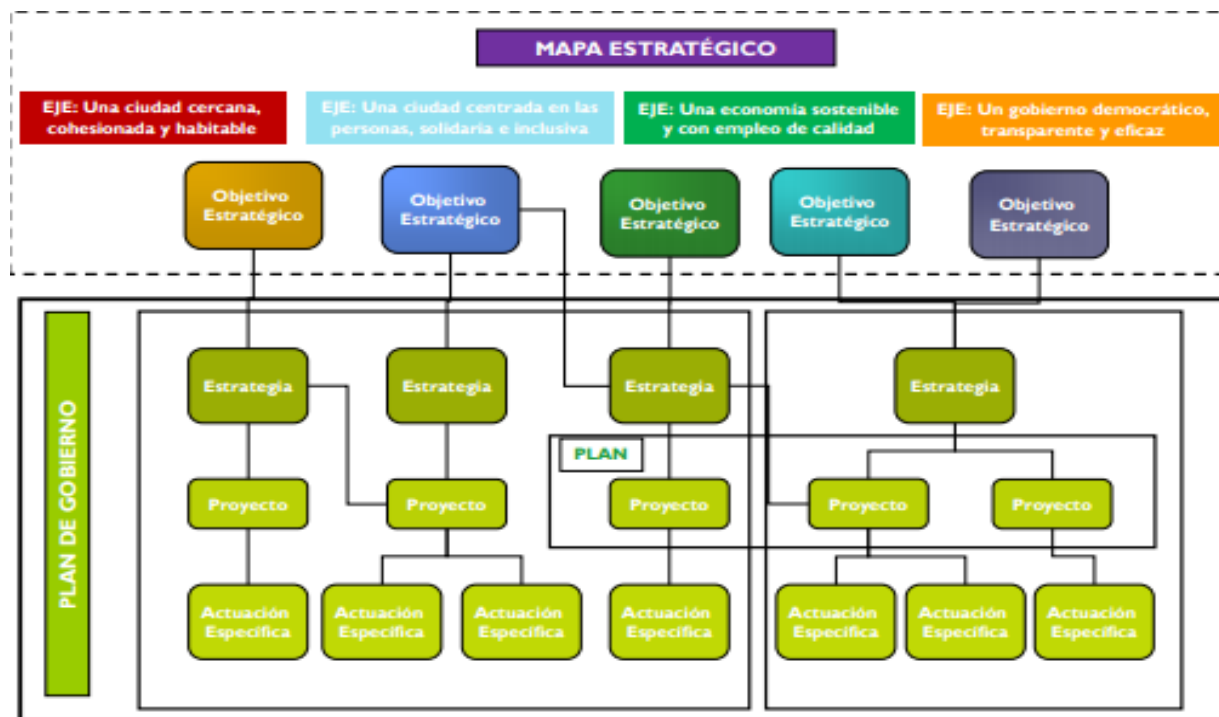 MAPA ESTRATÉGICO
EJE: Una ciudad cercana,
cohesionada y habitable
EJE: Una ciudad centrada en las
personas, solidaria e inclusiva
EJE: Una economía sostenible
y con empleo de calidad
EJE: Un gobierno democrático,
transparente y eficaz
Objetivo
Estratégico
Objetivo
Estratégico
Objetivo
Estratégico
Objetivo
Estratégico
Objetivo
Estratégico
PLAN DE GOBIERNO
Estrategia
Estrategia
Estrategia
Estrategia
PLAN
Proyecto
Proyecto
Proyecto
Proyecto
Proyecto
Actuación
Específica
Actuación
Específica
Actuación
Específica
Actuación
Específica
Actuación
Específica
Actuación
Específica
Actuación
Específica